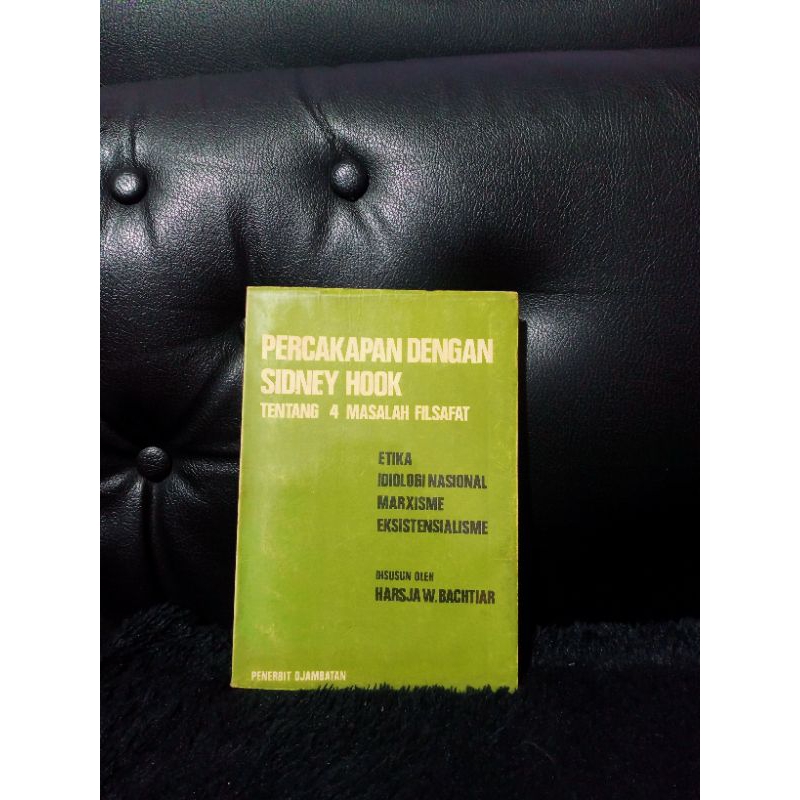 PERCAKAPAN DENGAN
SIDNEY HOOK
TENTANG 4 MASALAH FILSAFAT
ETIKA
IDIOLOGI NASIONAL
MARXISME
EKSISTENSIALISME
DISUSUN OLEH
HARSJA W. BACHTIAR
PENERBIT DJAMBATAN